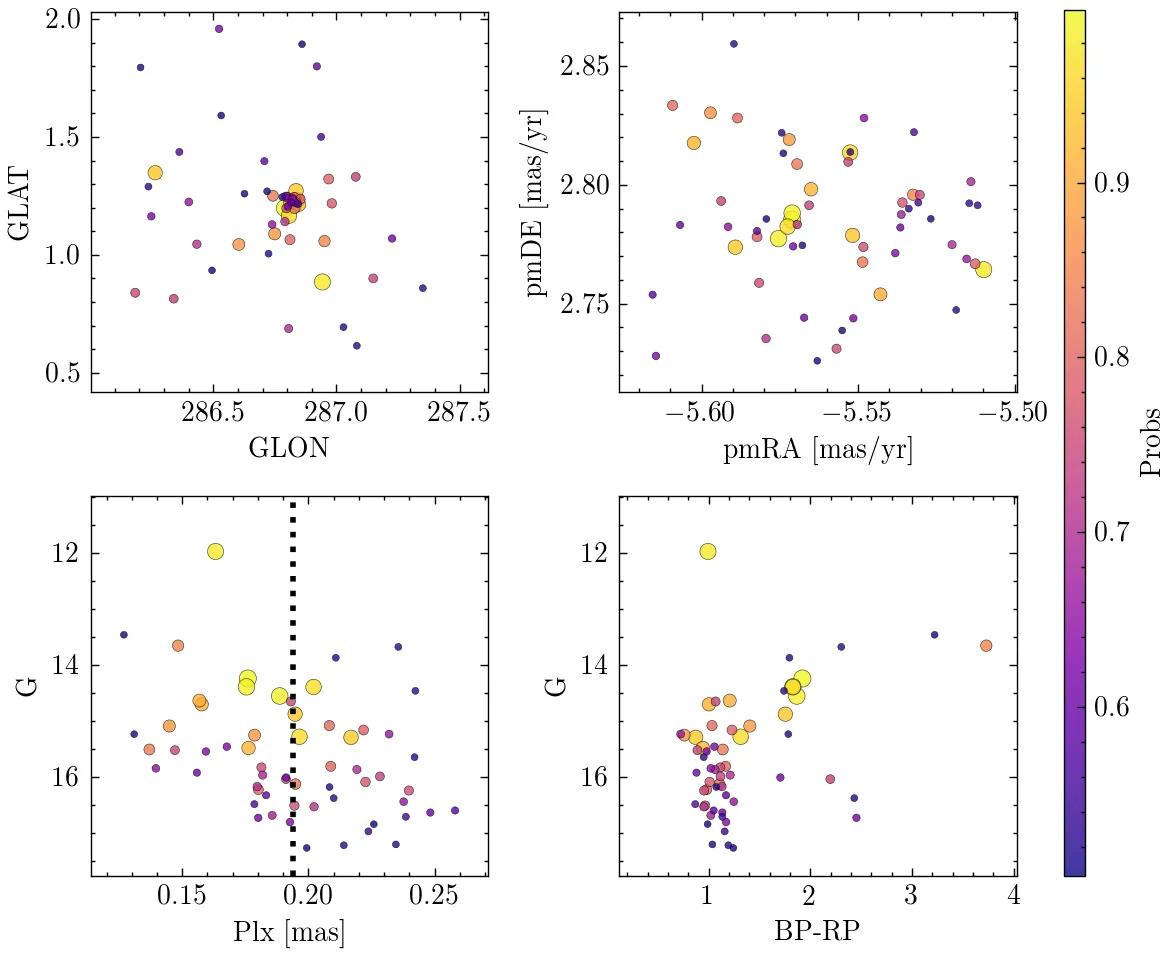 2.0
1.5
1.0
0.5
GLAT
286.5 287.0 287.5
GLON
2.85
2.80
2.75
pmDE [mas/yr]
−5.60 −5.55 −5.50
pmRA [mas/yr]
12
14
16
G
0.15 0.20 0.25
Plx [mas]
12
14
16
G
1 2 3 4
BP-RP
0.9
0.8
0.7
0.6
Probs